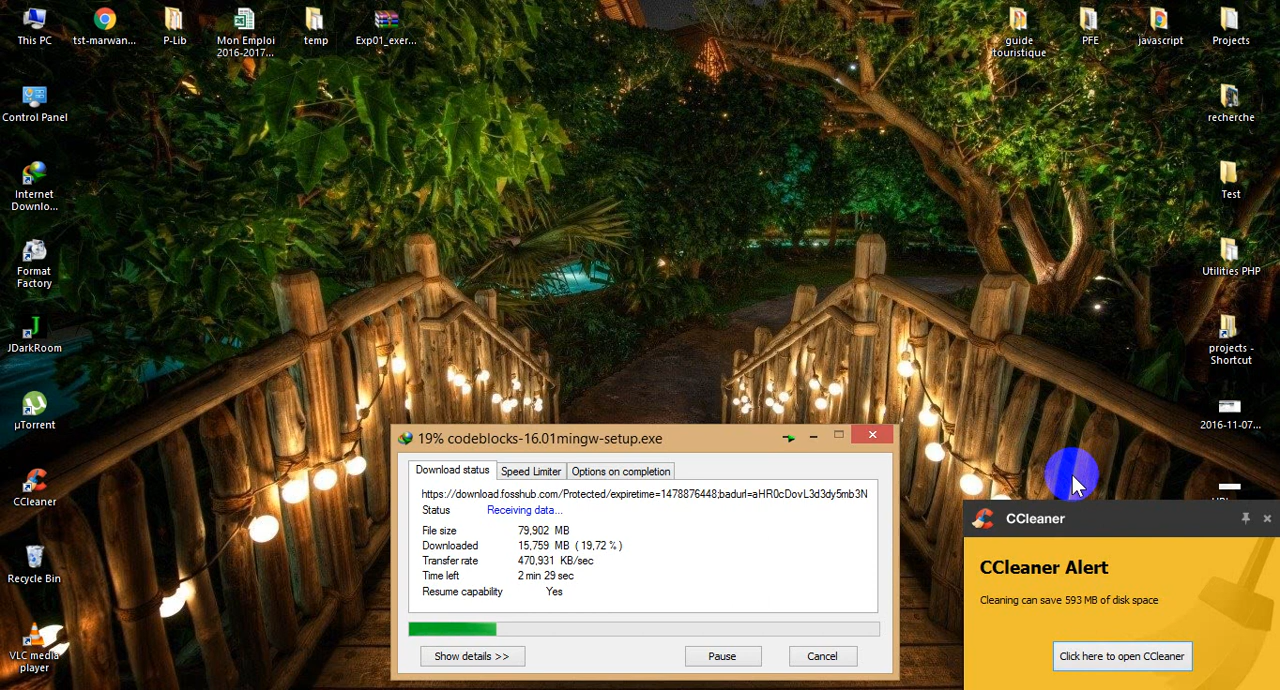 This PC
tst-marwan...
P-Lib
Mon Emploi
2016-2017...
temp
Exp01_exer...
guide
touristique
PFE
javascript
Projects
Control Panel
recherche
Internet
Downlo...
Test
Format
Factory
Utilities PHP
JDarkRoom
projects -
Shortcut
µTorrent
2016-11-07...
CCleaner
Recycle Bin
VLC media
player
19% codeblocks-16.01mingw-setup.exe
Download status
Speed Limiter
Options on completion
https://download.fosshub.com/Protected/expiretime=1478876448;badurl=aHR0cDovL3d3dy5mb3N
Status Receiving data...
File size 79,902 MB
Downloaded 15,759 MB ( 19,72 % )
Transfer rate 470,931 KB/sec
Time left 2 min 29 sec
Resume capability Yes
Show details >>
Pause
Cancel
CCleaner
CCleaner Alert
Cleaning can save 593 MB of disk space
Click here to open CCleaner